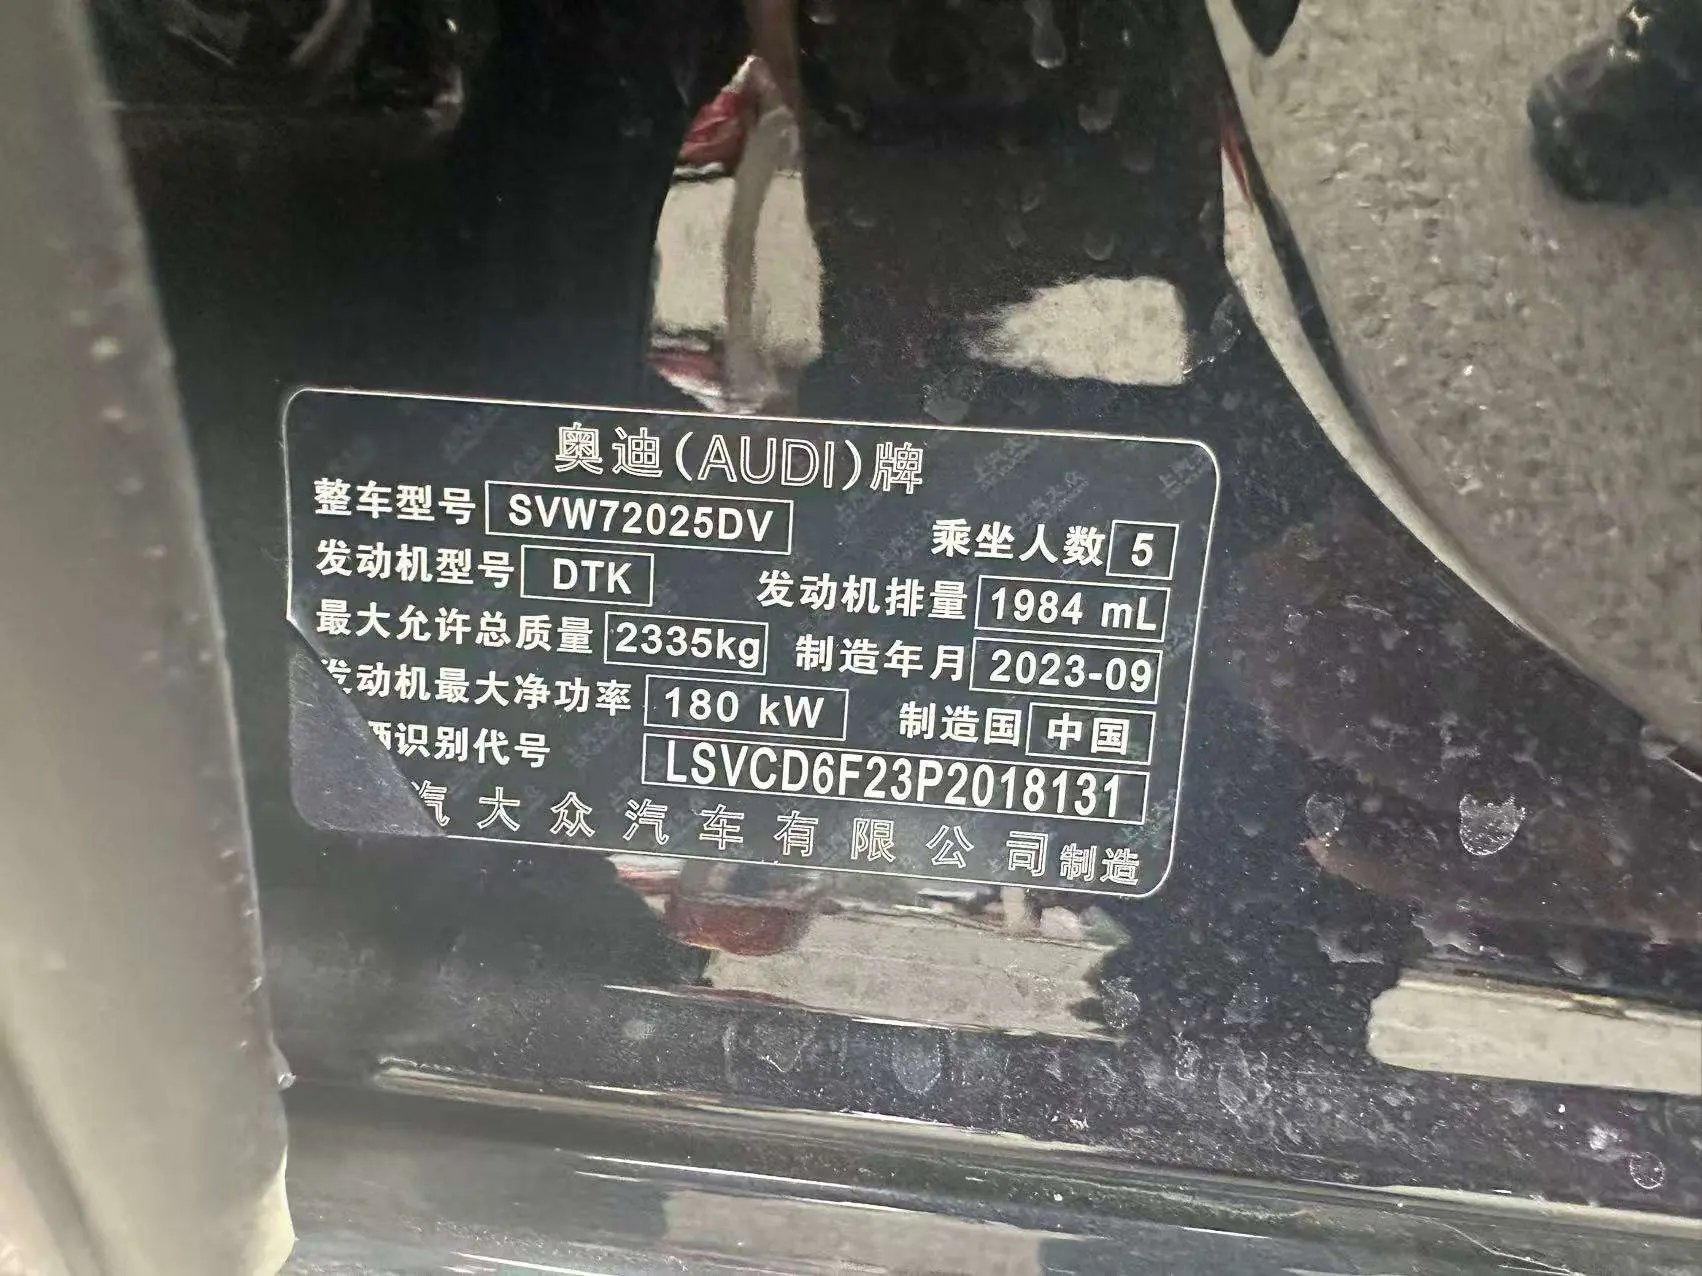 奥迪(AUDI)牌
整车型号 SVW72025DV 乘坐人数 5
发动机型号 DTK 发动机排量 1984 mL
最大允许总质量 2335kg 制造年月 2023-09
发动机最大净功率 180 kW 制造国 中国
辆识别代号 LSVCD6F23P2018131
汽大众汽车有限公司制造